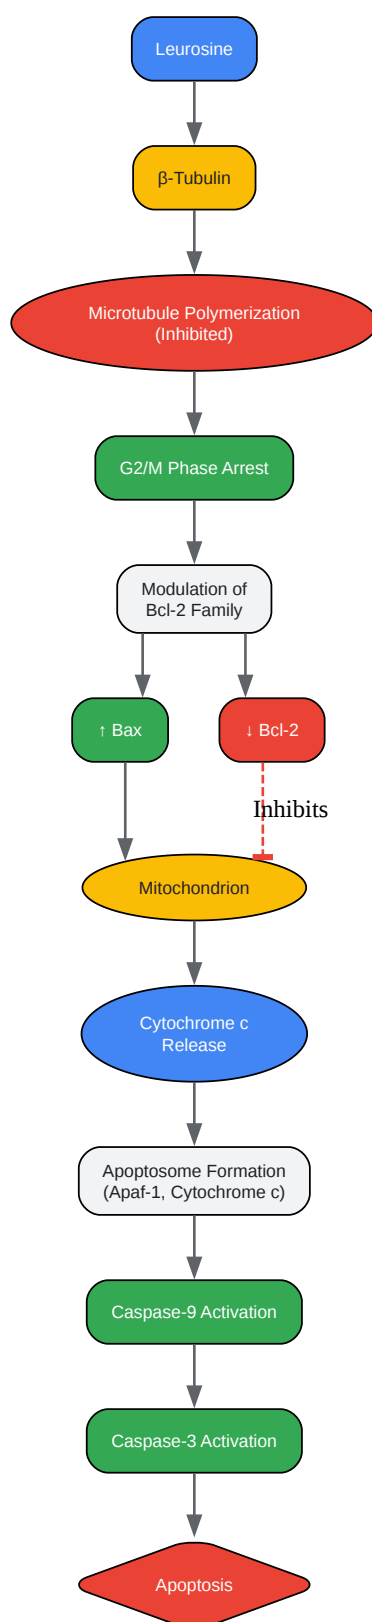 Leurosine
β-Tubulin
Microtubule Polymerization
(Inhibited)
G2/M Phase Arrest
Modulation of
Bcl-2 Family
↑ Bax
↓ Bcl-2
Inhibits
Mitochondrion
Cytochrome c
Release
Apoptosome Formation
(Apaf-1, Cytochrome c)
Caspase-9 Activation
Caspase-3 Activation
Apoptosis